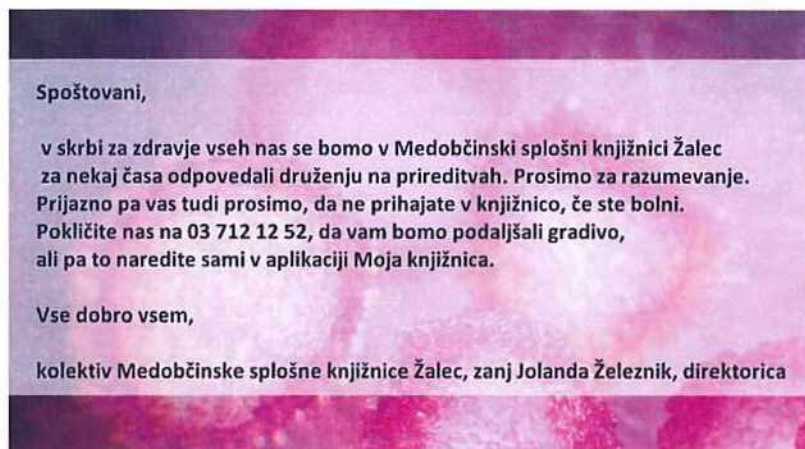 Spoštovani,
v skrbi za zdravje vseh nas se bomo v Medobčinski splošni knjižnici Žalec
za nekaj časa odpovedali druženju na prireditvah. Prosimo za razumevanje.
Prijazno pa vas tudi prosimo, da ne prihajate v knjižnico, če ste bolni.
Pokličite nas na 03 712 12 52, da vam bomo podaljšali gradivo,
ali pa to naredite sami v aplikaciji Moja knjižnica.
Vse dobro vsem,
kolektiv Medobčinske splošne knjižnice Žalec, zanj Jolanda Železnik, direktorica